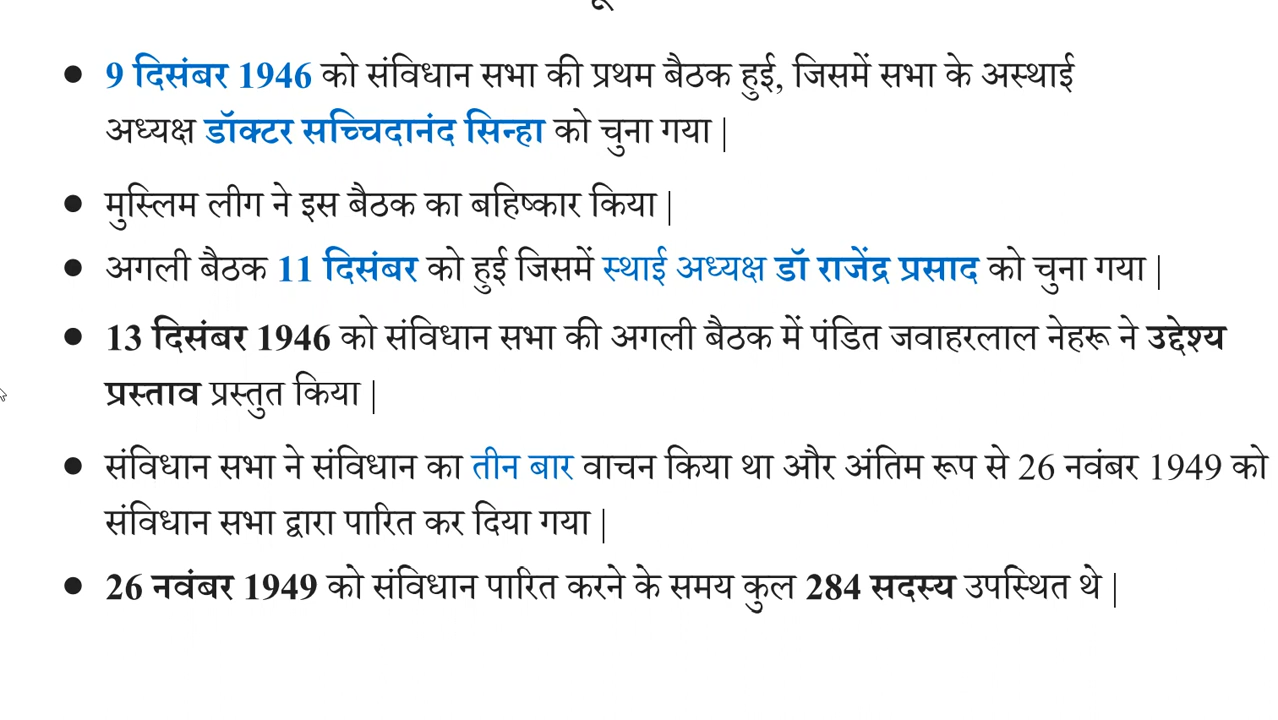 ● 9 दिसंबर 1946 को संविधान सभा की प्रथम बैठक हुई, जिसमें सभा के अस्थाई
अध्यक्ष डॉक्टर सच्चिदानंद सिन्हा को चुना गया |
● मुस्लिम लीग ने इस बैठक का बहिष्कार किया |
● अगली बैठक 11 दिसंबर को हुई जिसमें स्थाई अध्यक्ष डॉ राजेंद्र प्रसाद को चुना गया |
● 13 दिसंबर 1946 को संविधान सभा की अगली बैठक में पंडित जवाहरलाल नेहरू ने उद्देश्य
प्रस्ताव प्रस्तुत किया |
● संविधान सभा ने संविधान का तीन बार वाचन किया था और अंतिम रूप से 26 नवंबर 1949 को
संविधान सभा द्वारा पारित कर दिया गया |
● 26 नवंबर 1949 को संविधान पारित करने के समय कुल 284 सदस्य उपस्थित थे |